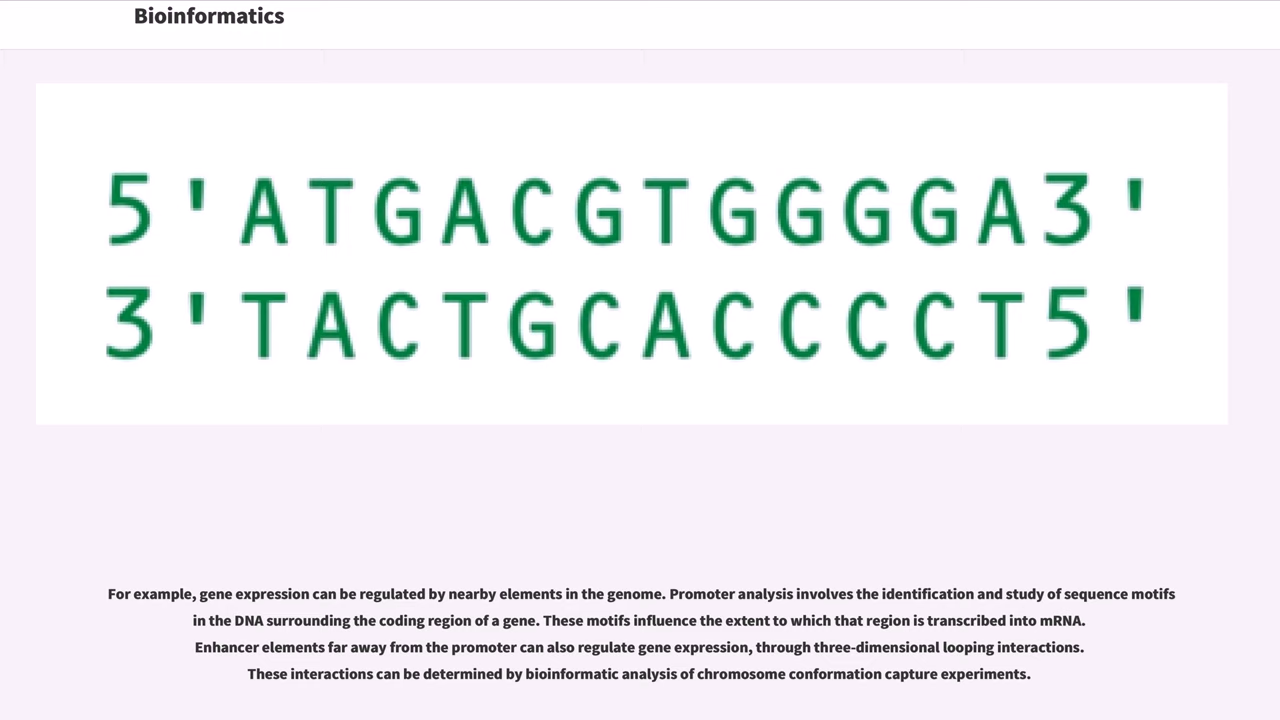 Bioinformatics
5'ATGACGTGGGGA3'
3'TACTGCACCCCT5'
For example, gene expression can be regulated by nearby elements in the genome. Promoter analysis involves the identification and study of sequence motifs
in the DNA surrounding the coding region of a gene. These motifs influence the extent to which that region is transcribed into mRNA.
Enhancer elements far away from the promoter can also regulate gene expression, through three-dimensional looping interactions.
These interactions can be determined by bioinformatic analysis of chromosome conformation capture experiments.